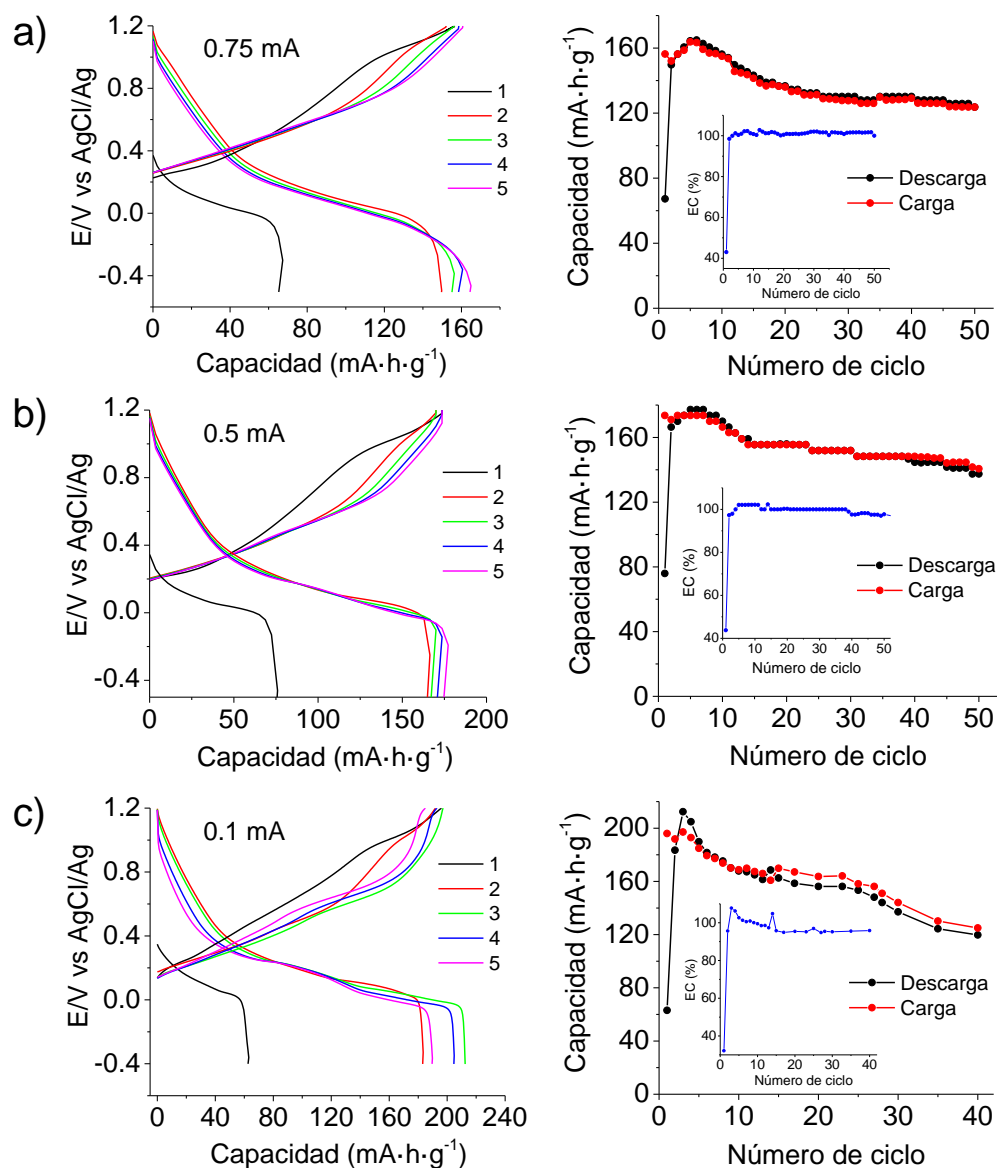 a)
0.75 mA
1.2
0.8
0.4
0.0
-0.4
E/V vs AgCl/Ag
1
2
3
4
5
0 40 80 120 160
Capacidad (mA·h·g-1)
160
120
80
40
0
Capacidad (mA·h·g-1)
Descarga
Carga
100
80
60
40
EC (%)
0 10 20 30 40 50
Número de ciclo
0 10 20 30 40 50
Número de ciclo
b)
0.5 mA
1.2
0.8
0.4
0.0
-0.4
E/V vs AgCl/Ag
1
2
3
4
5
0 50 100 150 200
Capacidad (mA·h·g-1)
160
120
80
40
0
Capacidad (mA·h·g-1)
Descarga
Carga
100
80
60
40
EC (%)
0 10 20 30 40 50
Número de ciclo
0 10 20 30 40 50
Número de ciclo
c)
0.1 mA
1.2
0.8
0.4
0.0
-0.4
E/V vs AgCl/Ag
1
2
3
4
5
0 40 80 120 160 200 240
Capacidad (mA·h·g-1)
200
160
120
80
40
0
Capacidad (mA·h·g-1)
Descarga
Carga
100
80
60
40
EC (%)
0 10 20 30 40
Número de ciclo
0 10 20 30 40
Número de ciclo